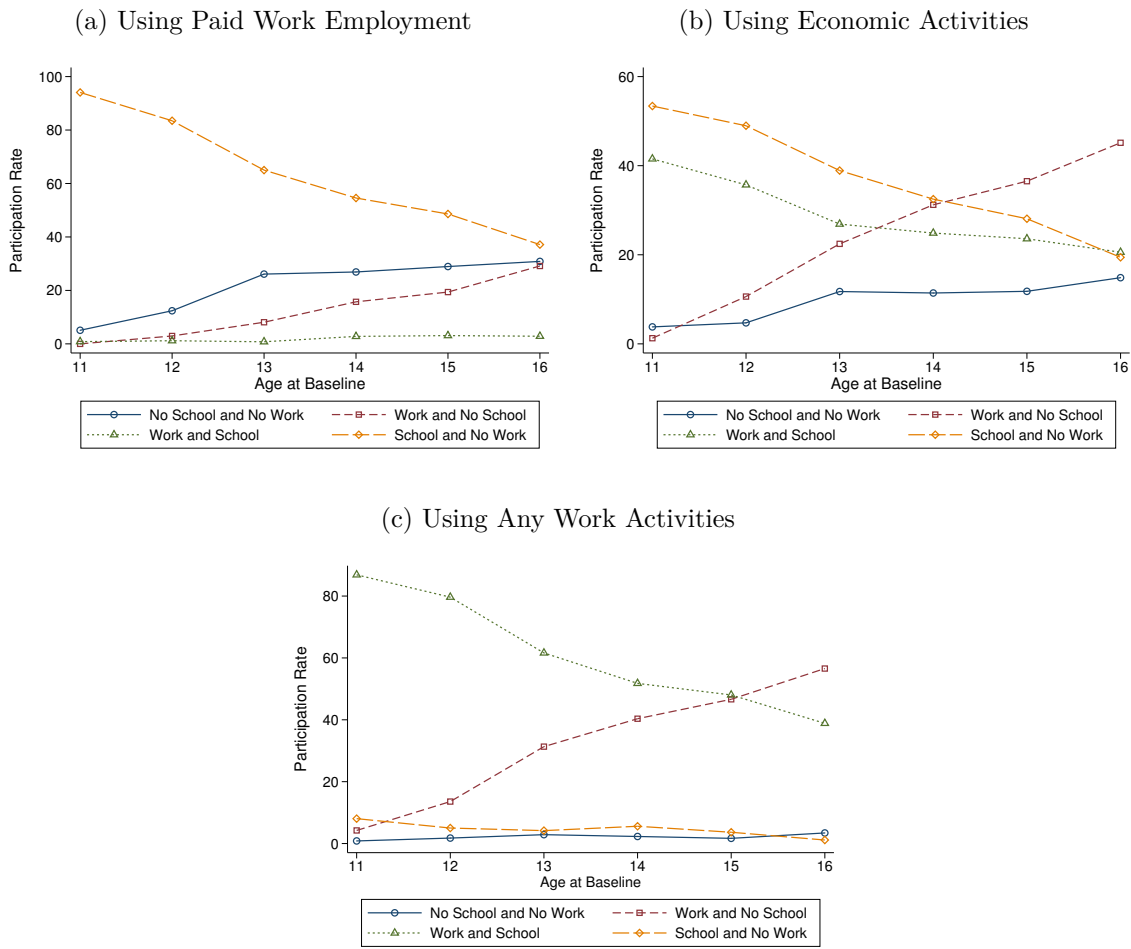 (a) Using Paid Work Employment
Participation Rate
100
80
60
40
20
0
11 12 13 14 15 16
Age at Baseline
No School and No Work Work and No School
Work and School School and No Work
(b) Using Economic Activities
Participation Rate
60
40
20
0
11 12 13 14 15 16
Age at Baseline
No School and No Work Work and No School
Work and School School and No Work
(c) Using Any Work Activities
Participation Rate
80
60
40
20
0
11 12 13 14 15 16
Age at Baseline
No School and No Work Work and No School
Work and School School and No Work